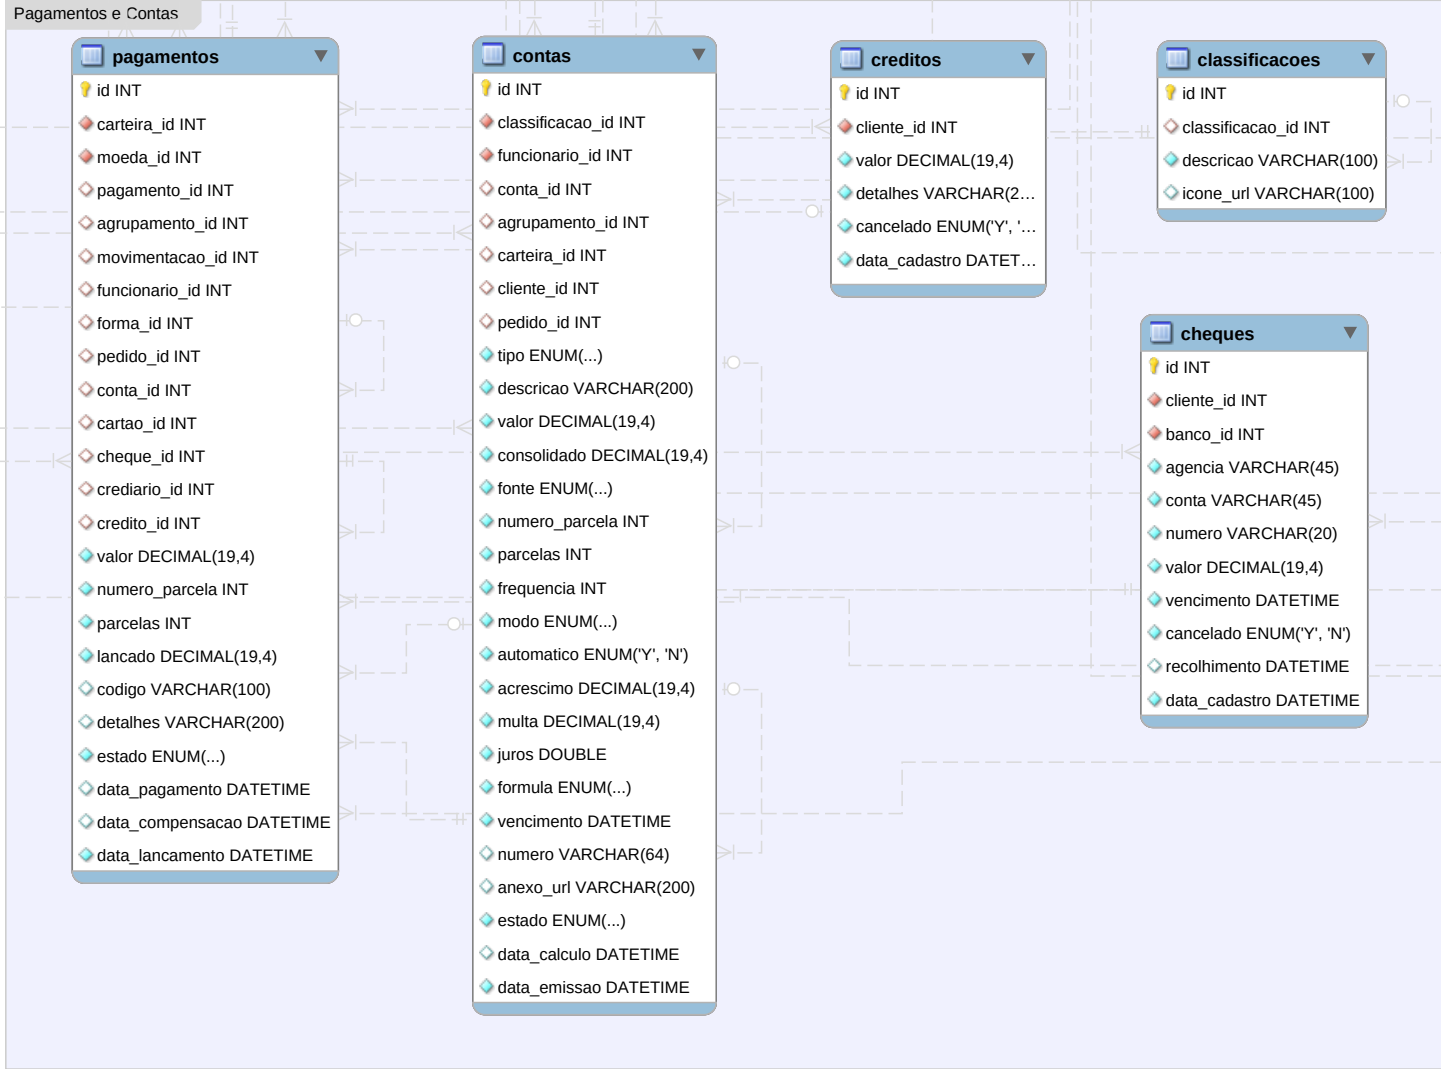 Pagamentos e Contas
pagamentos
id INT
carteira_id INT
moeda_id INT
pagamento_id INT
agrupamento_id INT
movimentacao_id INT
funcionario_id INT
forma_id INT
pedido_id INT
conta_id INT
cartao_id INT
cheque_id INT
crediario_id INT
credito_id INT
valor DECIMAL(19,4)
numero_parcela INT
parcelas INT
lancado DECIMAL(19,4)
codigo VARCHAR(100)
detalhes VARCHAR(200)
estado ENUM(...)
data_pagamento DATETIME
data_compensacao DATETIME
data_lancamento DATETIME
contas
id INT
classificacao_id INT
funcionario_id INT
conta_id INT
agrupamento_id INT
carteira_id INT
cliente_id INT
pedido_id INT
tipo ENUM(...)
descricao VARCHAR(200)
valor DECIMAL(19,4)
consolidado DECIMAL(19,4)
fonte ENUM(...)
numero_parcela INT
parcelas INT
frequencia INT
modo ENUM(...)
automatico ENUM('Y', 'N')
acrescimo DECIMAL(19,4)
multa DECIMAL(19,4)
juros DOUBLE
formula ENUM(...)
vencimento DATETIME
numero VARCHAR(64)
anexo_url VARCHAR(200)
estado ENUM(...)
data_calculo DATETIME
data_emissao DATETIME
creditos
id INT
cliente_id INT
valor DECIMAL(19,4)
detalhes VARCHAR(2...
cancelado ENUM('Y', '...
data_cadastro DATET...
classificacoes
id INT
classificacao_id INT
descricao VARCHAR(100)
icone_url VARCHAR(100)
cheques
id INT
cliente_id INT
banco_id INT
agencia VARCHAR(45)
conta VARCHAR(45)
numero VARCHAR(20)
valor DECIMAL(19,4)
vencimento DATETIME
cancelado ENUM('Y', 'N')
recolhimento DATETIME
data_cadastro DATETIME